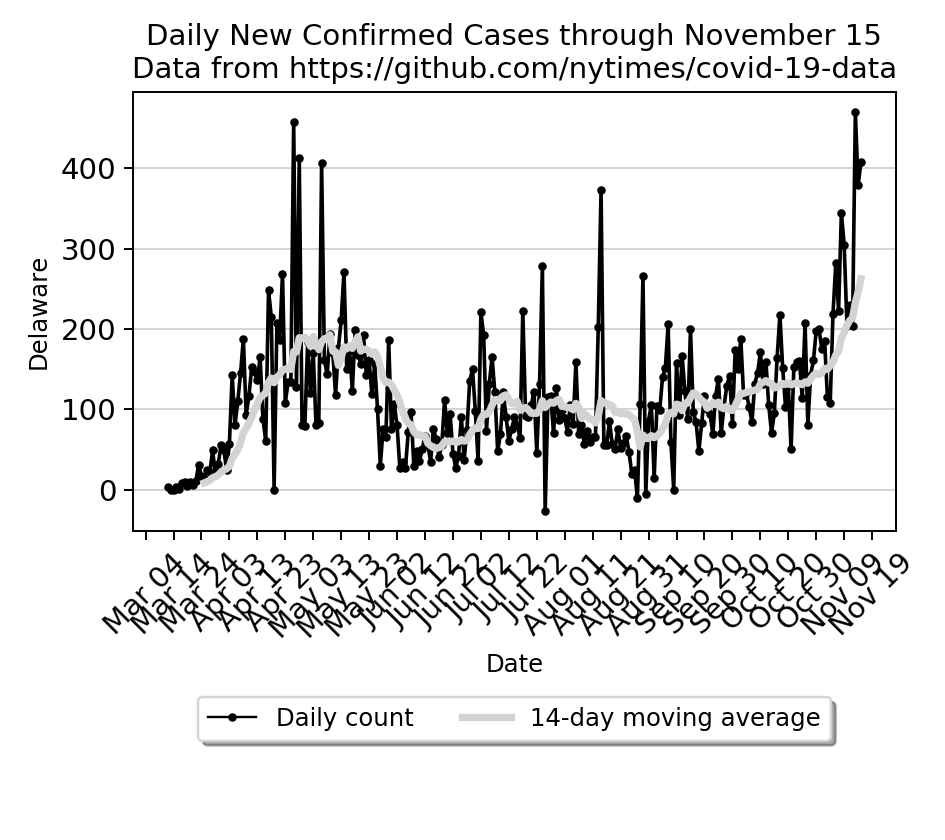 Daily New Confirmed Cases through November 15
Data from https://github.com/nytimes/covid-19-data
Delaware
400
300
200
100
0
Mar 04
Mar 14
Mar 24
Apr 03
Apr 13
Apr 23
May 03
May 13
May 23
Jun 02
Jun 12
Jun 22
Jul 02
Jul 12
Jul 22
Aug 01
Aug 11
Aug 21
Aug 31
Sep 10
Sep 20
Sep 30
Oct 10
Oct 20
Oct 30
Nov 09
Nov 19
Date
Daily count
14-day moving average